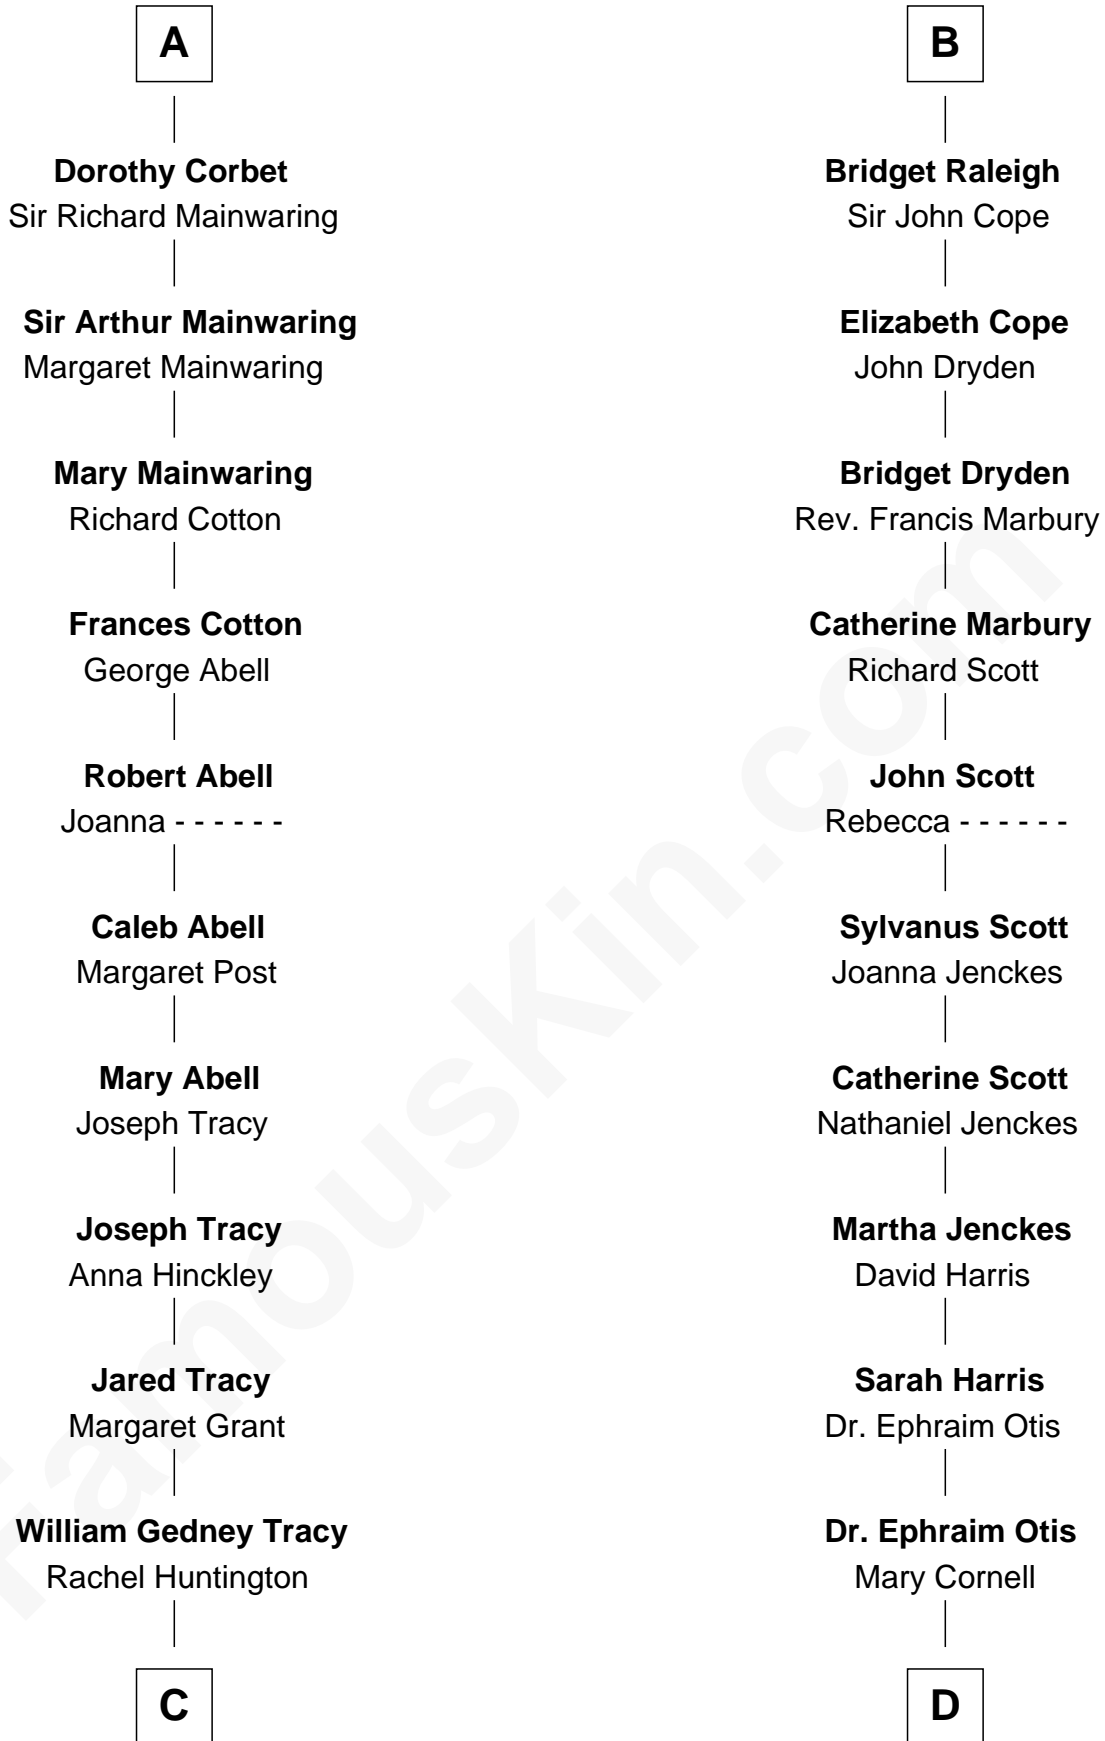 A
Dorothy Corbet
Sir Richard Mainwaring
Sir Arthur Mainwaring
Margaret Mainwaring
Mary Mainwaring
Richard Cotton
Frances Cotton
George Abell
Robert Abell
Joanna - - - - - -
Caleb Abell
Margaret Post
Mary Abell
Joseph Tracy
Joseph Tracy
Anna Hinckley
Jared Tracy
Margaret Grant
William Gedney Tracy
Rachel Huntington
C
B
Bridget Raleigh
Sir John Cope
Elizabeth Cope
John Dryden
Bridget Dryden
Rev. Francis Marbury
Catherine Marbury
Richard Scott
John Scott
Rebecca - - - - - -
Sylvanus Scott
Joanna Jenckes
Catherine Scott
Nathaniel Jenckes
Martha Jenckes
David Harris
Sarah Harris
Dr. Ephraim Otis
Dr. Ephraim Otis
Mary Cornell
D
FamousKin.com